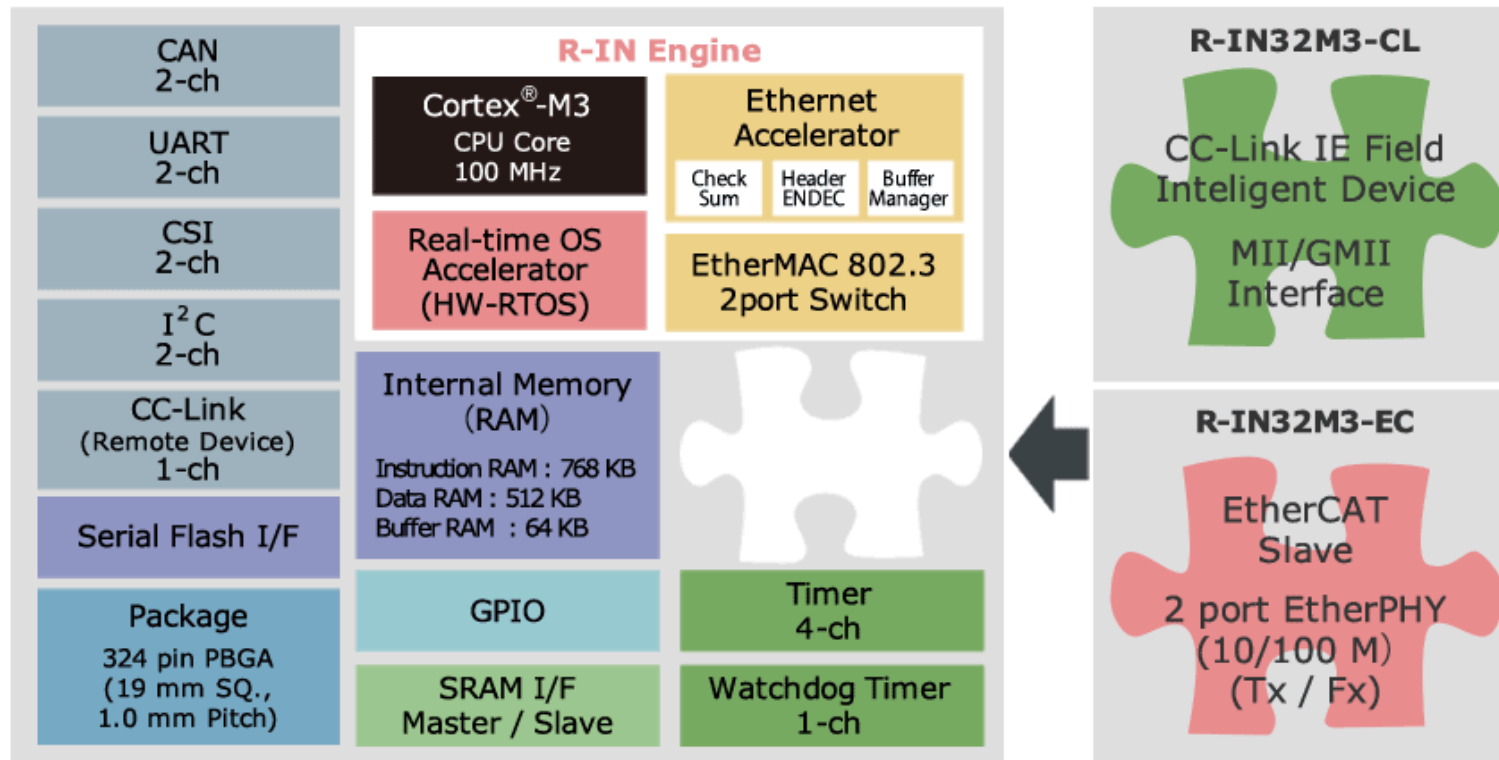 CAN
2-ch
UART
2-ch
CSI
2-ch
I²C
2-ch
CC-Link
(Remote Device)
1-ch
Serial Flash I/F
Package
324 pin PBGA
(19 mm SQ.,
1.0 mm Pitch)
R-IN Engine
Cortex®-M3
CPU Core
100 MHz
Real-time OS
Accelerator
(HW-RTOS)
Ethernet
Accelerator
Check
Sum
Header
ENDEC
Buffer
Manager
EtherMAC 802.3
2port Switch
Internal Memory
(RAM)
Instruction RAM : 768 KB
Data RAM : 512 KB
Buffer RAM : 64 KB
GPIO
SRAM I/F
Master / Slave
Timer
4-ch
Watchdog Timer
1-ch
R-IN32M3-CL
CC-Link IE Field
Inteligent Device
MII/GMII
Interface
R-IN32M3-EC
EtherCAT
Slave
2 port EtherPHY
(10/100 M)
(Tx / Fx)